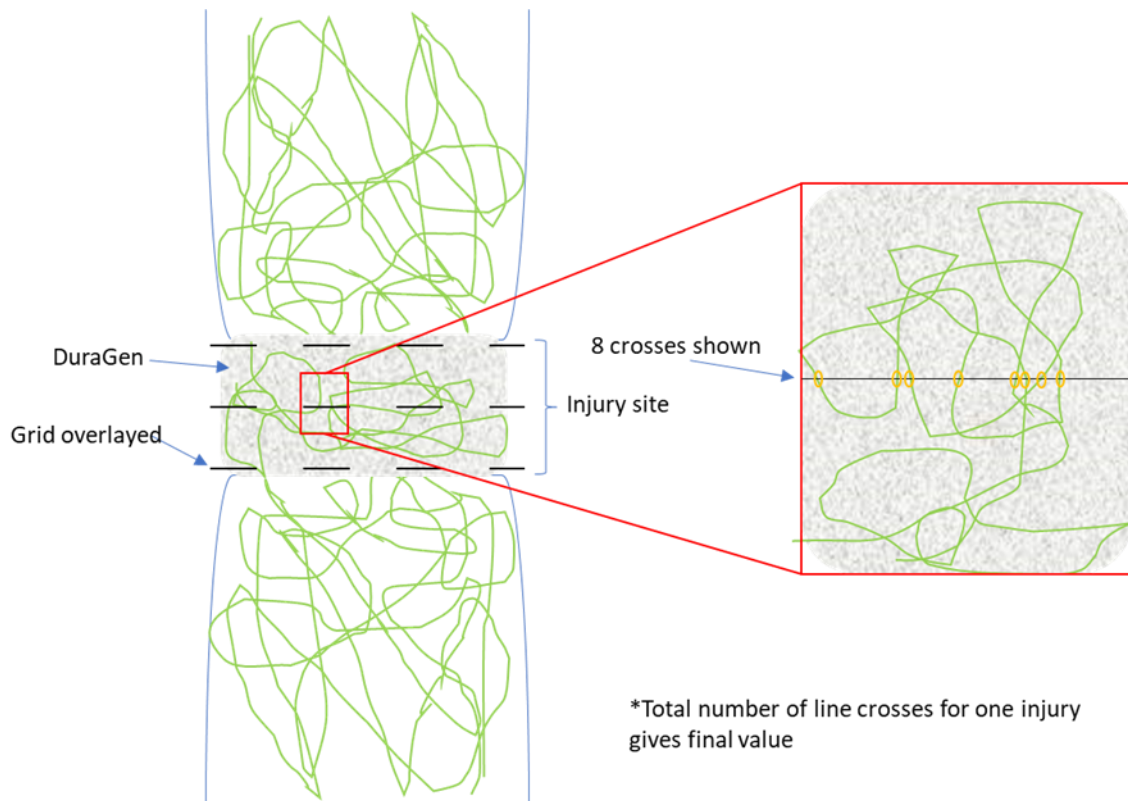 DuraGen
Grid overlayed
8 crosses shown
Injury site
*Total number of line crosses for one injury
gives final value